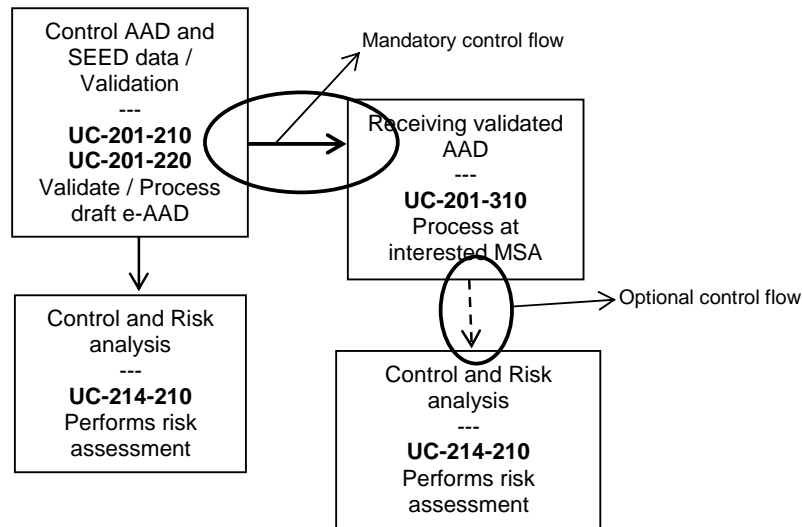 Control AAD and
SEED data /
Validation
---
UC-201-210
UC-201-220
Validate / Process
draft e-AAD
Mandatory control flow
Receiving validated
AAD
---
UC-201-310
Process at
interested MSA
Optional control flow
Control and Risk
analysis
---
UC-214-210
Performs risk
assessment
Control and Risk
analysis
---
UC-214-210
Performs risk
assessment